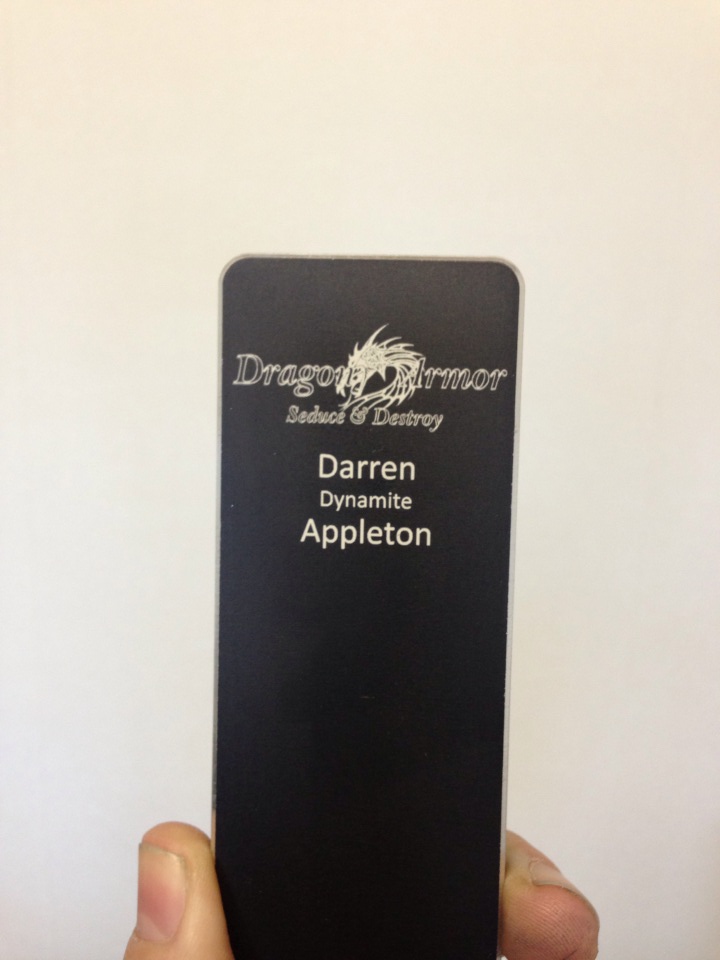 Dragon Armor
Seduce & Destroy
Darren
Dynamite
Appleton